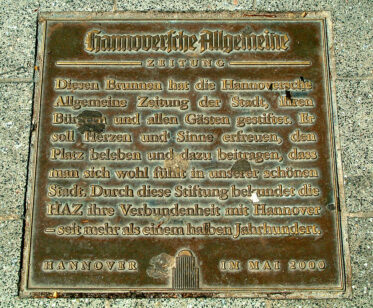 Hannoversche Allgemeine
ZEITUNG
Diesen Brunnen hat die Hannoversche
Allgemeine Zeitung der Stadt, ihren
Bürgern und allen Gästen gestiftet. Er
soll Herzen und Sinne erfreuen, den
Platz beleben und dazu beitragen, dass
man sich wohl fühlt in unserer schönen
Stadt. Durch diese Stiftung bekundet die
HAZ ihre Verbundenheit mit Hannover
– seit mehr als einem halben Jahrhundert.
HANNOVER IM MAI 2000